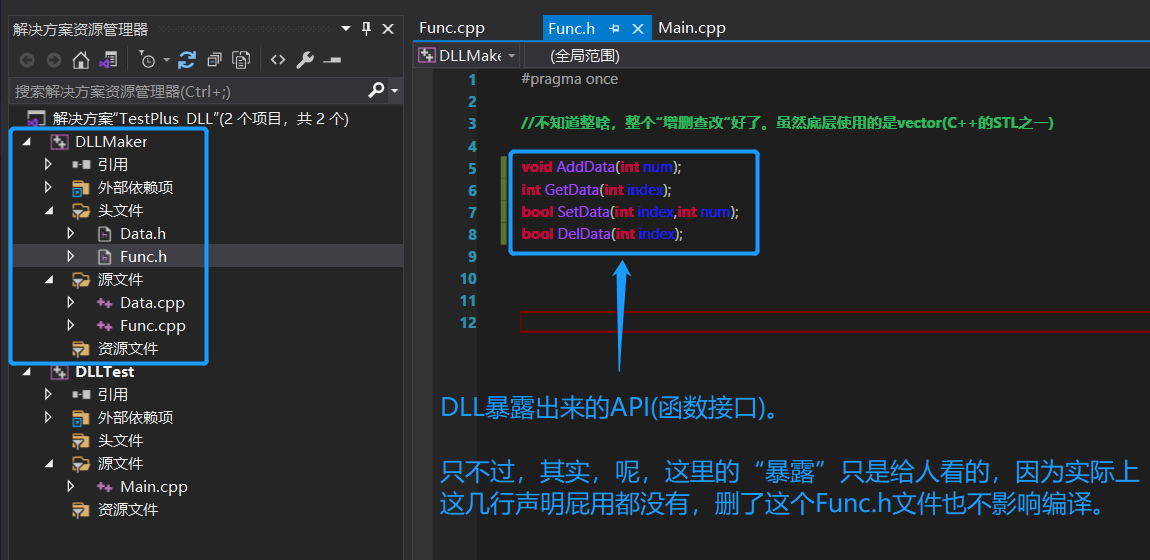 解决方案资源管理器
搜索解决方案资源管理器(Ctrl+;)
解决方案"TestPlus_DLL"(2 个项目，共 2 个)
DLLMaker
引用
外部依赖项
头文件
Data.h
Func.h
源文件
Data.cpp
Func.cpp
资源文件
DLLTest
引用
外部依赖项
头文件
源文件
Main.cpp
资源文件
Func.cpp Func.h Main.cpp
DLLMake (全局范围)
1 #pragma once
2
3 //不知道整啥，整个"增删查改"好了。虽然底层使用的是vector(C++的STL之一)
4
5 void AddData(int num);
6 int GetData(int index);
7 bool SetData(int index,int num);
8 bool DelData(int index);
9
10
11
12
DLL暴露出来的API(函数接口)。
只不过，其实，呢，这里的“暴露”只是给人看的，因为实际上
这几行声明屁用都没有，删了这个Func.h文件也不影响编译。